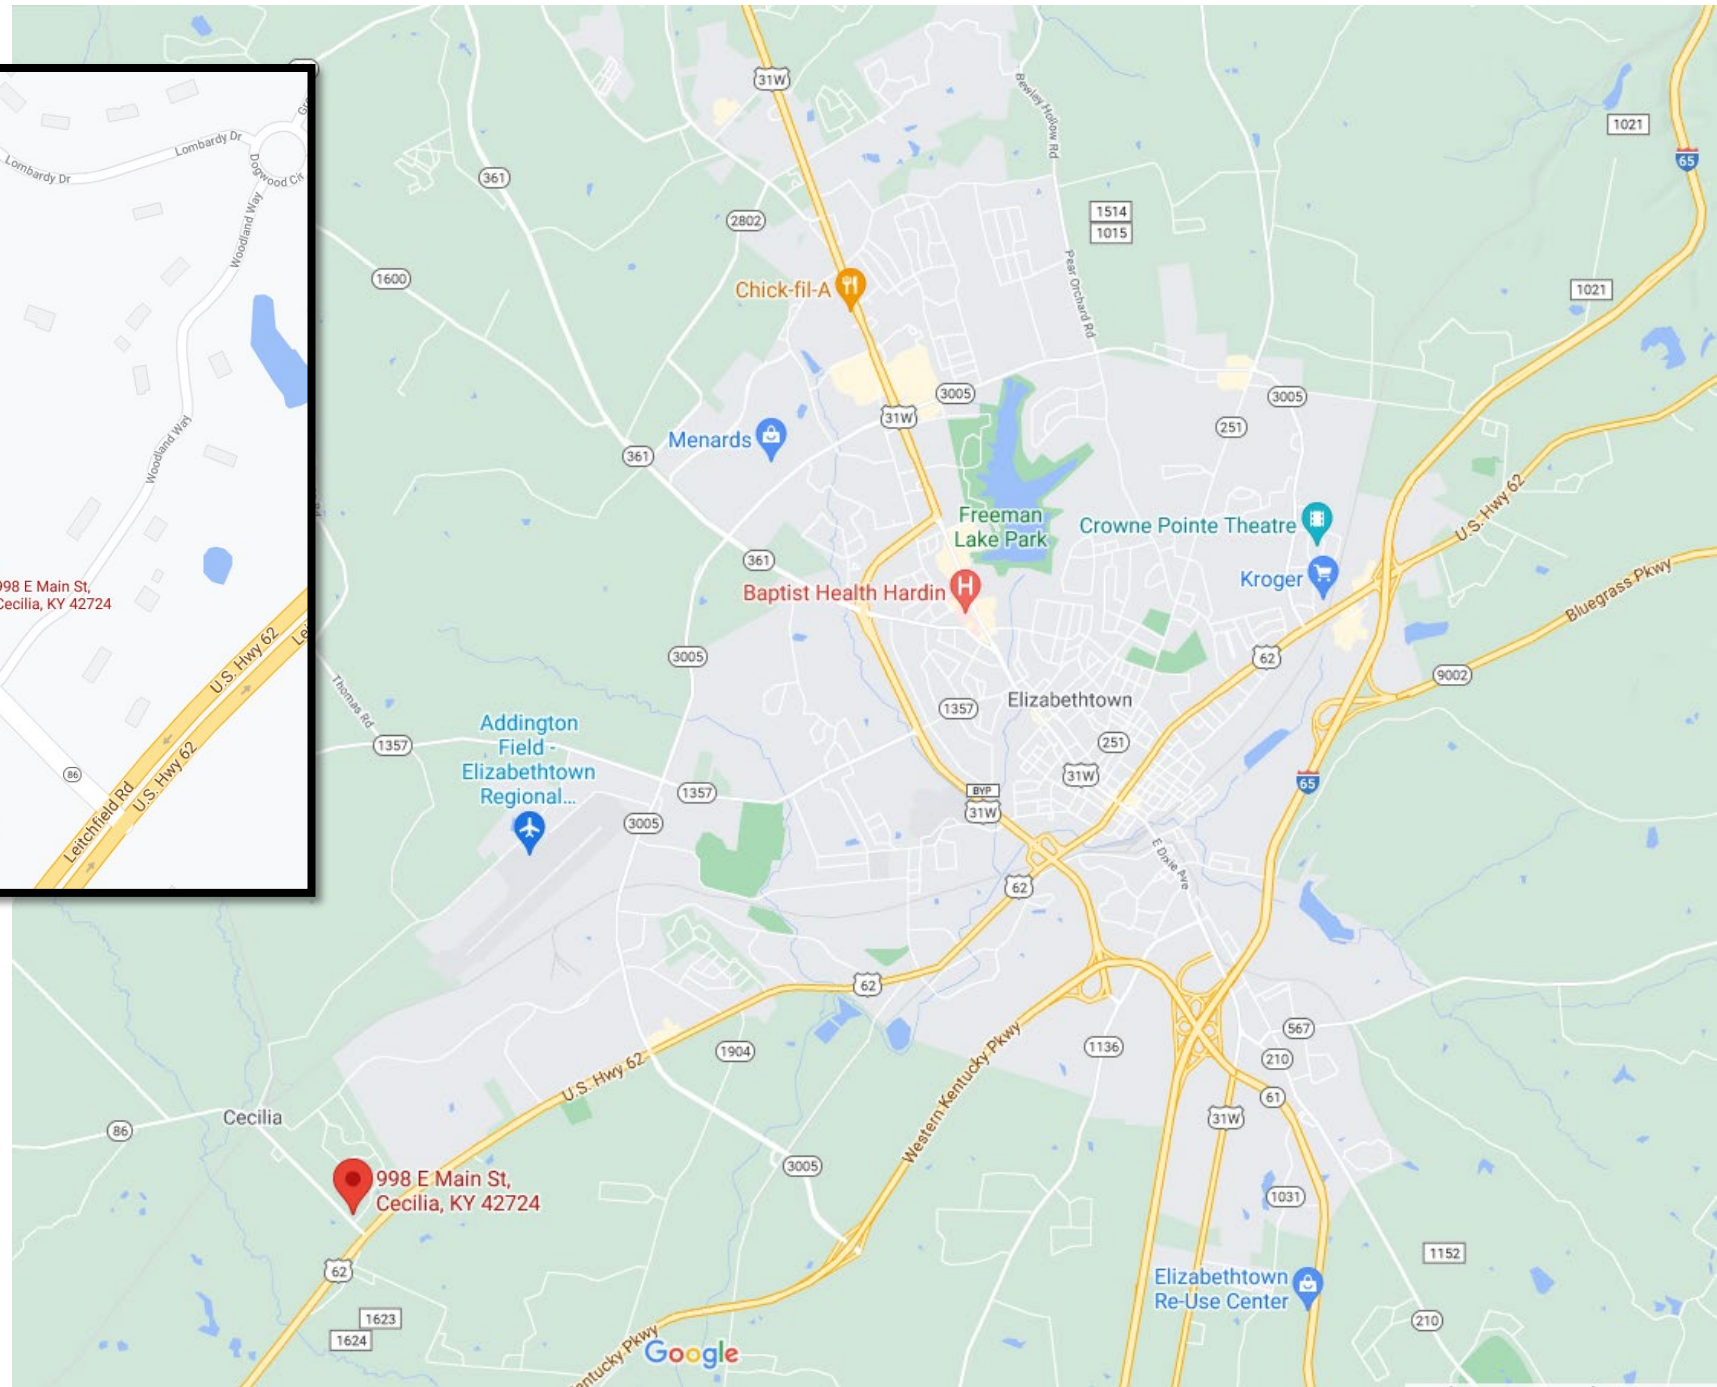 Lombardy Dr
Lombardy Dr
Dogwood Cir
Woodland Way
Woodland Way
998 E Main St,
Cecilia, KY 42724
U.S. Hwy 62
U.S. Hwy 62
Leitchfield Rd
86
31W
Bewley Hollow Rd
1021
65
361
2802
1514
1015
1600
Pear Orchard Rd
1021
Chick-fil-A
31W
3005
3005
251
Menards
361
Freeman
Lake Park
Crowne Pointe Theatre
U.S. Hwy 62
361
Baptist Health Hardin
Kroger
Bluegrass Pkwy
3005
62
9002
Thomas Rd
1357
Elizabethtown
Addington
Field -
Elizabethtown
Regional...
1357
251
31W
65
1357
BYP
31W
3005
E Dixie Ave
62
62
U.S. Hwy 62
1904
Western Kentucky Pkwy
1136
567
210
61
31W
Cecilia
86
3005
998 E Main St,
Cecilia, KY 42724
1031
62
1152
Elizabethtown
Re-Use Center
1623
1624
210
entucky Pkwy
Google